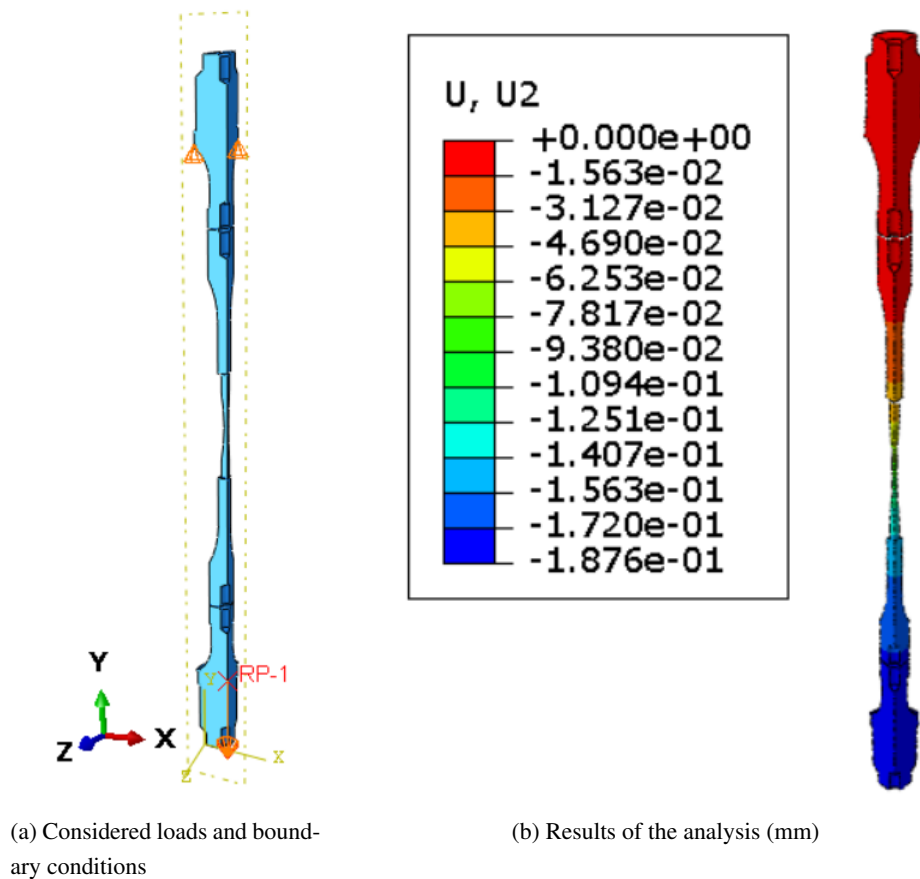 RP-1
Y
Y
Z
X
Z
X
U, U2
+0.000e+00
-1.563e-02
-3.127e-02
-4.690e-02
-6.253e-02
-7.817e-02
-9.380e-02
-1.094e-01
-1.251e-01
-1.407e-01
-1.563e-01
-1.720e-01
-1.876e-01
(a) Considered loads and bound-
ary conditions
(b) Results of the analysis (mm)